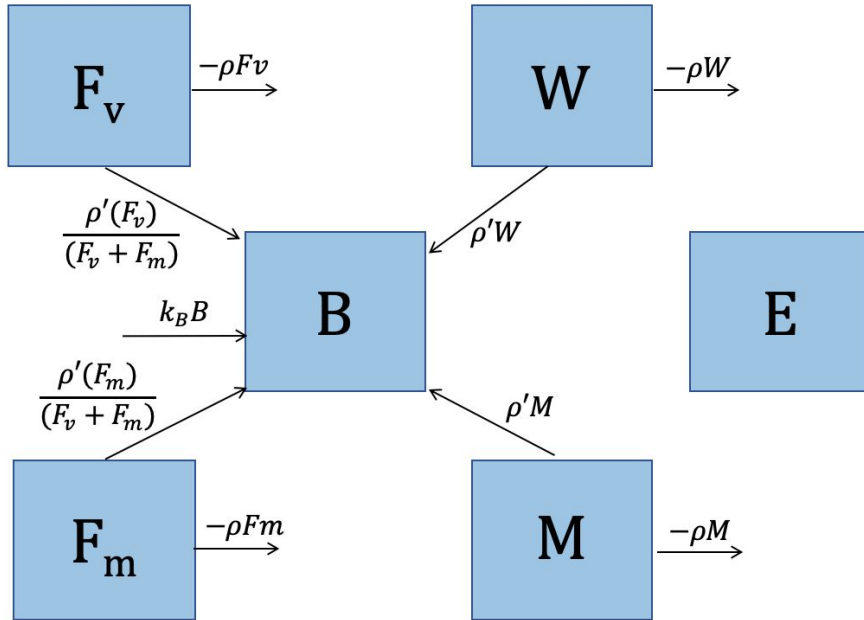 F_v
−ρFv
W
−ρW
ρ′(F_v)
(F_v + F_m)
ρ′W
k_B B
B
E
ρ′(F_m)
(F_v + F_m)
ρ′M
F_m
−ρFm
M
−ρM